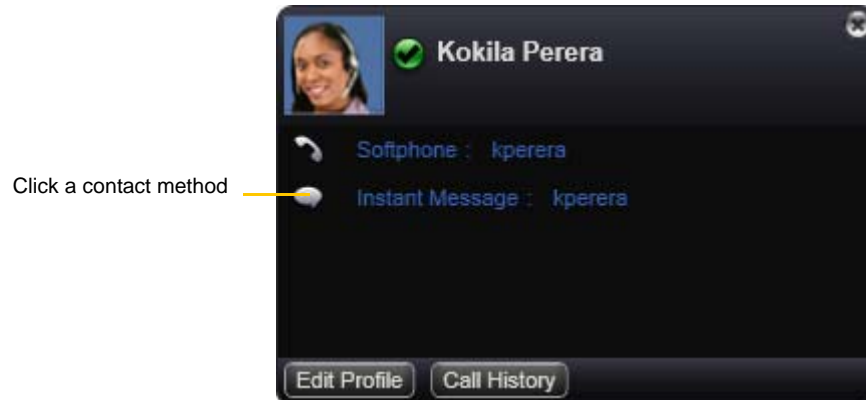 Kokila Perera
Softphone : kperera
Click a contact method
Instant Message : kperera
Edit Profile Call History